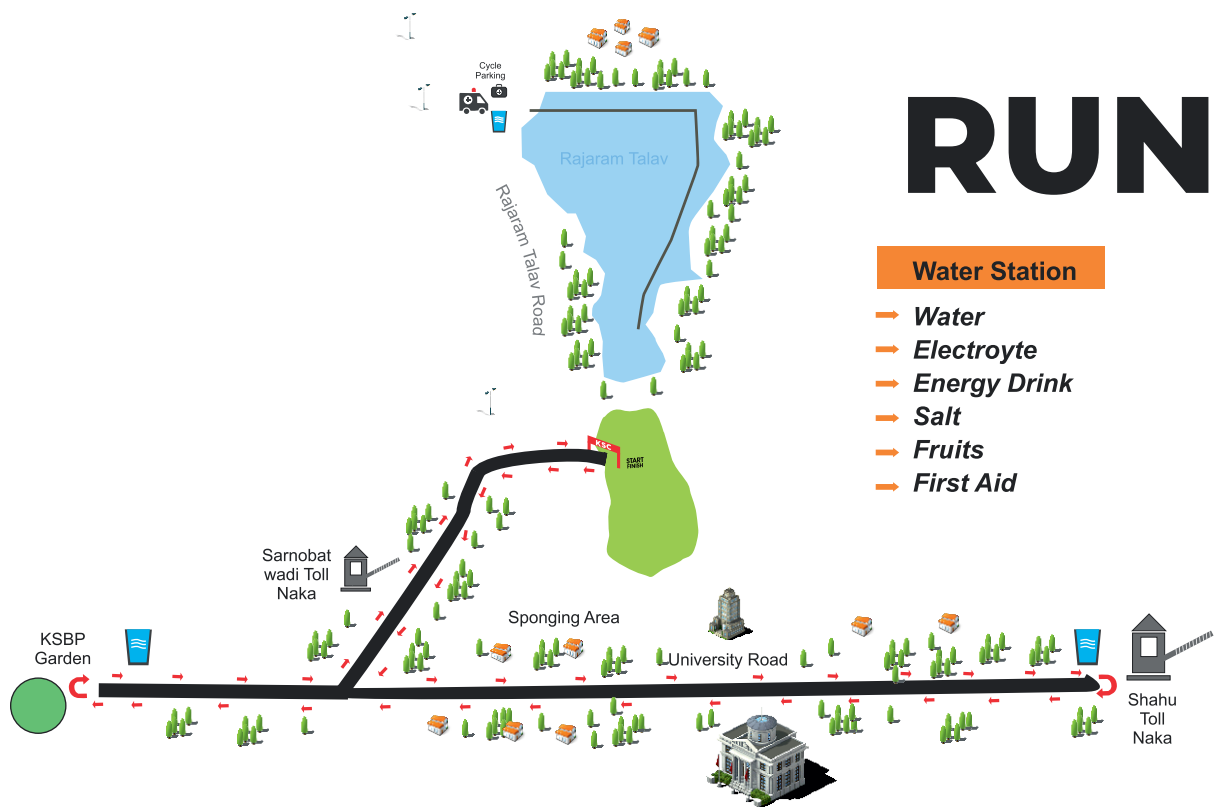 Cycle
Parking
RUN
Rajaram Talav
Rajaram Talav Road
Water Station
Water
Electroyte
Energy Drink
Salt
Fruits
First Aid
KSC
START
FINISH
Sarnobat
wadi Toll
Naka
Sponging Area
KSBP
Garden
University Road
Shahu
Toll
Naka